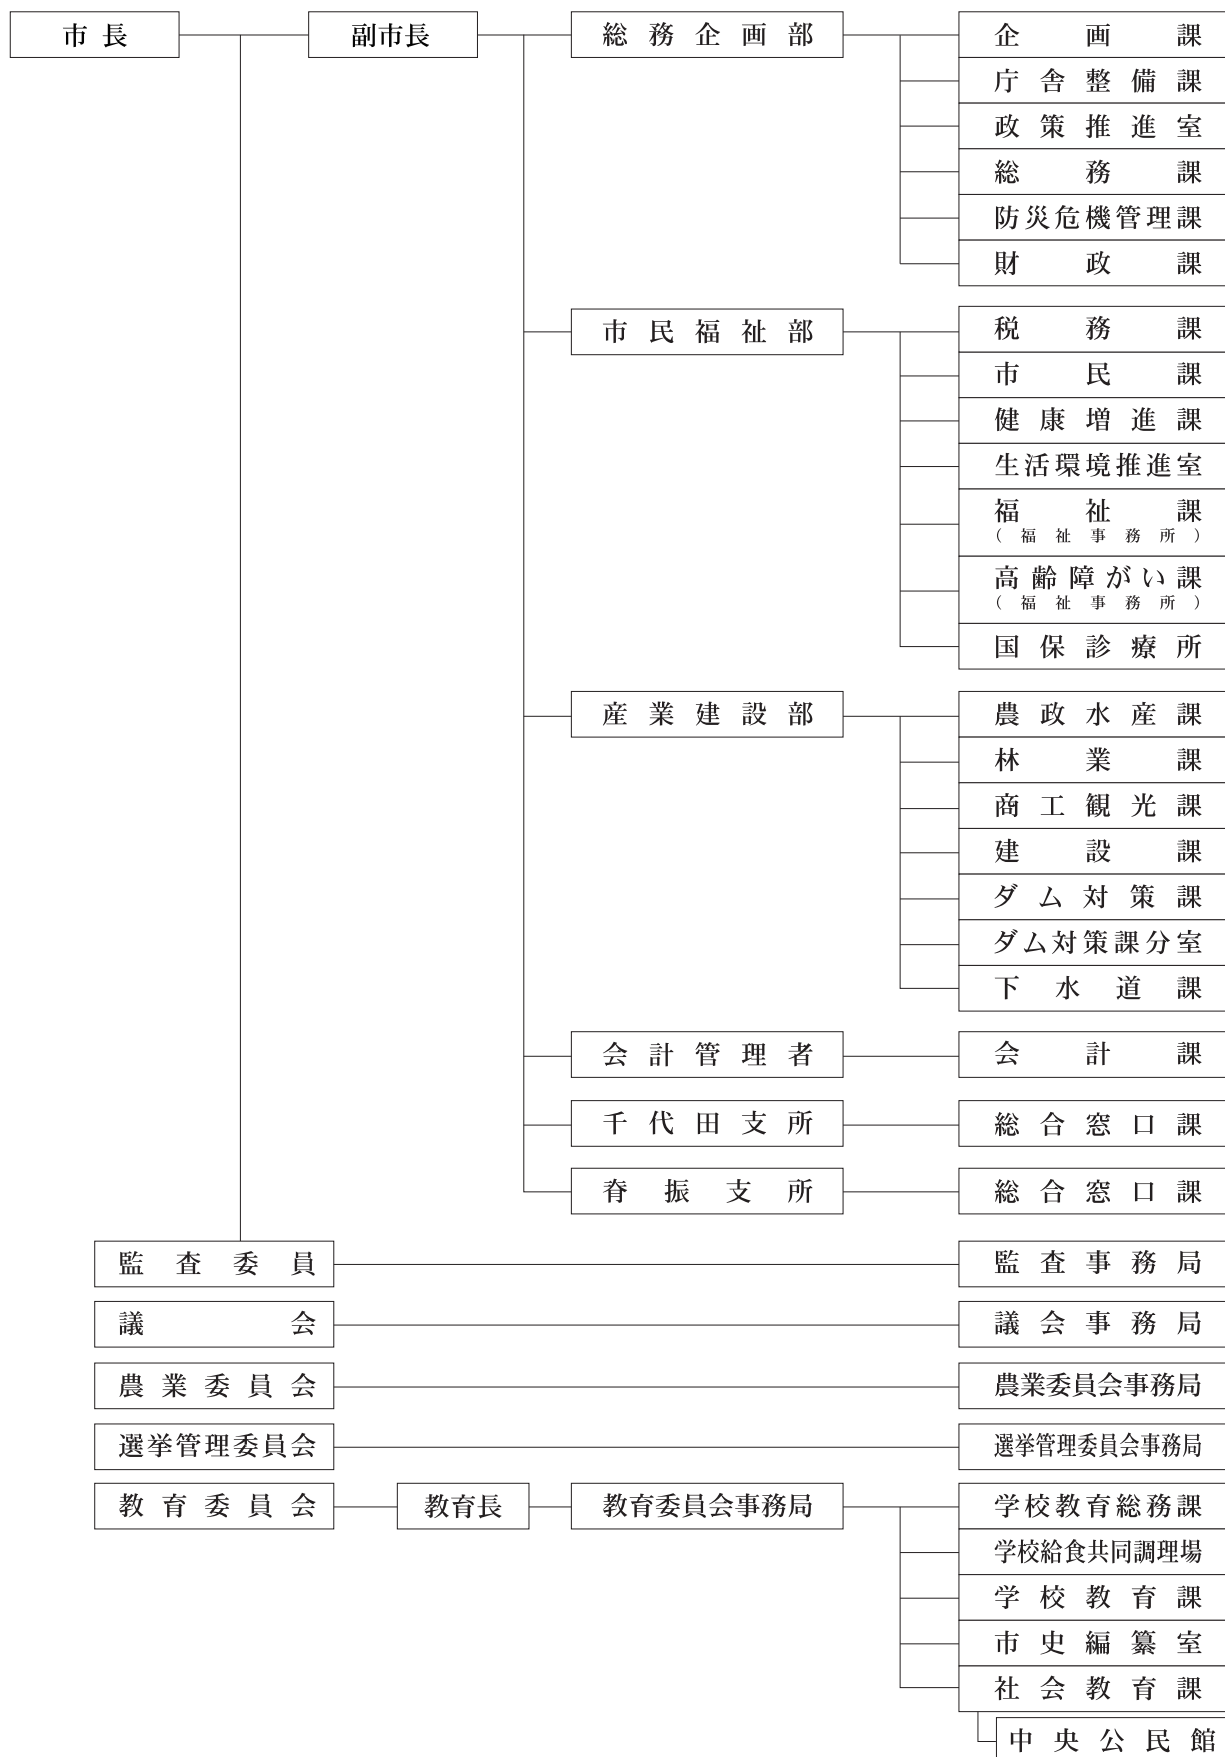 市長 副市長 総務企画部 企画課
庁舎整備課
政策推進室
総務課
防災危機管理課
財政課
市民福祉部 税務課
市民課
健康増進課
生活環境推進室
福祉課
(福祉事務所)
高齢障がい課
(福祉事務所)
国保診療所
産業建設部 農政水産課
林業課
商工観光課
建設課
ダム対策課
ダム対策課分室
下水道課
会計管理者 会計課
千代田支所 総合窓口課
脊振支所 総合窓口課
監査委員 監査事務局
議会 議会事務局
農業委員会 農業委員会事務局
選挙管理委員会 選挙管理委員会事務局
教育委員会 教育長 教育委員会事務局 学校教育総務課
学校給食共同調理場
学校教育課
市史編纂室
社会教育課
中央公民館